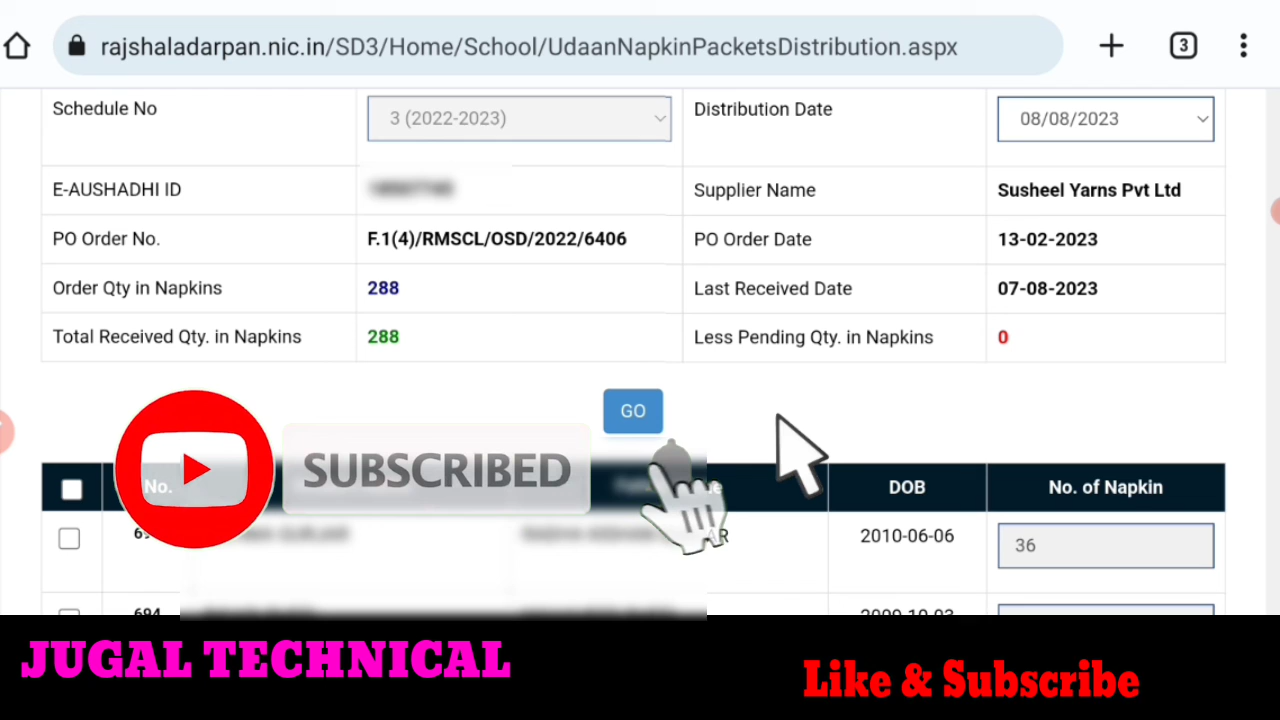 rajshaladarpan.nic.in/SD3/Home/School/UdaanNapkinPacketsDistribution.aspx 3
Schedule No 3 (2022-2023) Distribution Date 08/08/2023
E-AUSHADHI ID Supplier Name Susheel Yarns Pvt Ltd
PO Order No. F.1(4)/RMSCL/OSD/2022/6406 PO Order Date 13-02-2023
Order Qty in Napkins 288 Last Received Date 07-08-2023
Total Received Qty. in Napkins 288 Less Pending Qty. in Napkins 0
GO
SUBSCRIBED
No. DOB No. of Napkin
2010-06-06 36
694 2009-10-03
JUGAL TECHNICAL
Like & Subscribe